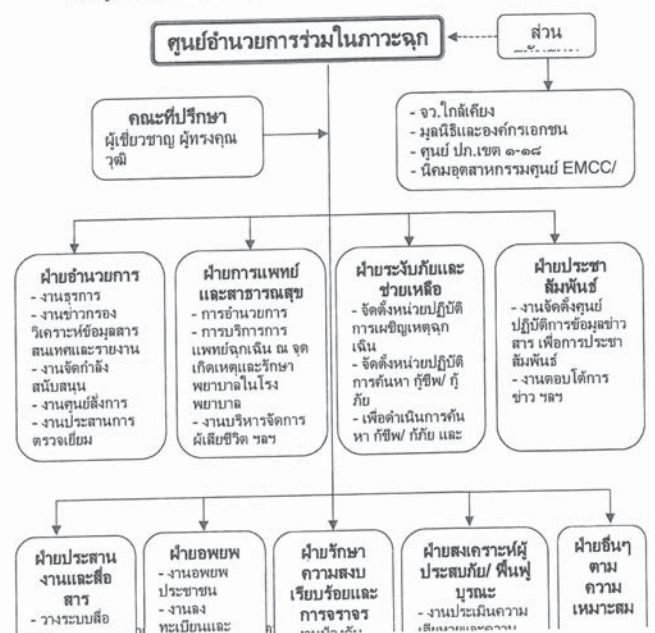 ศูนย์อำนวยการร่วมในภาวะฉุก
ส่วน
คณะที่ปรึกษา
ผู้เชี่ยวชาญ ผู้ทรงคุณ
วุฒิ
- จว.ใกล้เคียง
- มูลนิธิและองค์กรเอกชน
- ศูนย์ ปภ.เขต ๑-๑๘
- นิคมอุตสาหกรรมศูนย์ EMCC/
ฝ่ายอำนวยการ
- งานธุรการ
- งานข่าวกรอง
วิเคราะห์ข้อมูลสาร
สนเทศและรายงาน
- งานจัดกำลัง
สนับสนุน
- งานศูนย์สั่งการ
- งานประสานการ
ตรวจเยี่ยม
ฝ่ายการแพทย์
และสาธารณสุข
- การอำนวยการ
- การบริการการ
แพทย์ฉุกเฉิน ณ จุด
เกิดเหตุและรักษา
พยาบาลในโรง
พยาบาล
- งานบริหารจัดการ
ผู้เสียชีวิต ฯลฯ
ฝ่ายระงับภัยและ
ช่วยเหลือ
- จัดตั้งหน่วยปฏิบัติ
การเผชิญเหตุฉุก
เฉิน
- จัดตั้งหน่วยปฏิบัติ
การค้นหา กู้ชีพ/ กู้
ภัย
- เพื่อดำเนินการค้น
หา กู้ชีพ/ กู้ภัย และ
ฝ่ายประชา
สัมพันธ์
- งานจัดตั้งศูนย์
ปฏิบัติการข้อมูลข่าว
สาร เพื่อการประชา
สัมพันธ์
- งานตอบโต้การ
ข่าว ฯลฯ
ฝ่ายประสาน
งานและสื่อ
สาร
- วางระบบสื่อ
ฝ่ายอพยพ
- งานอพยพ
ประชาชน
- งานลง
ทะเบียนและ
ฝ่ายรักษา
ความสงบ
เรียบร้อยและ
การจราจร
ฝ่ายสงเคราะห์ผู้
ประสบภัย/ ฟื้นฟู
บูรณะ
- งานประเมินความ
ฝ่ายอื่นๆ
ตาม
ความ
เหมาะสม